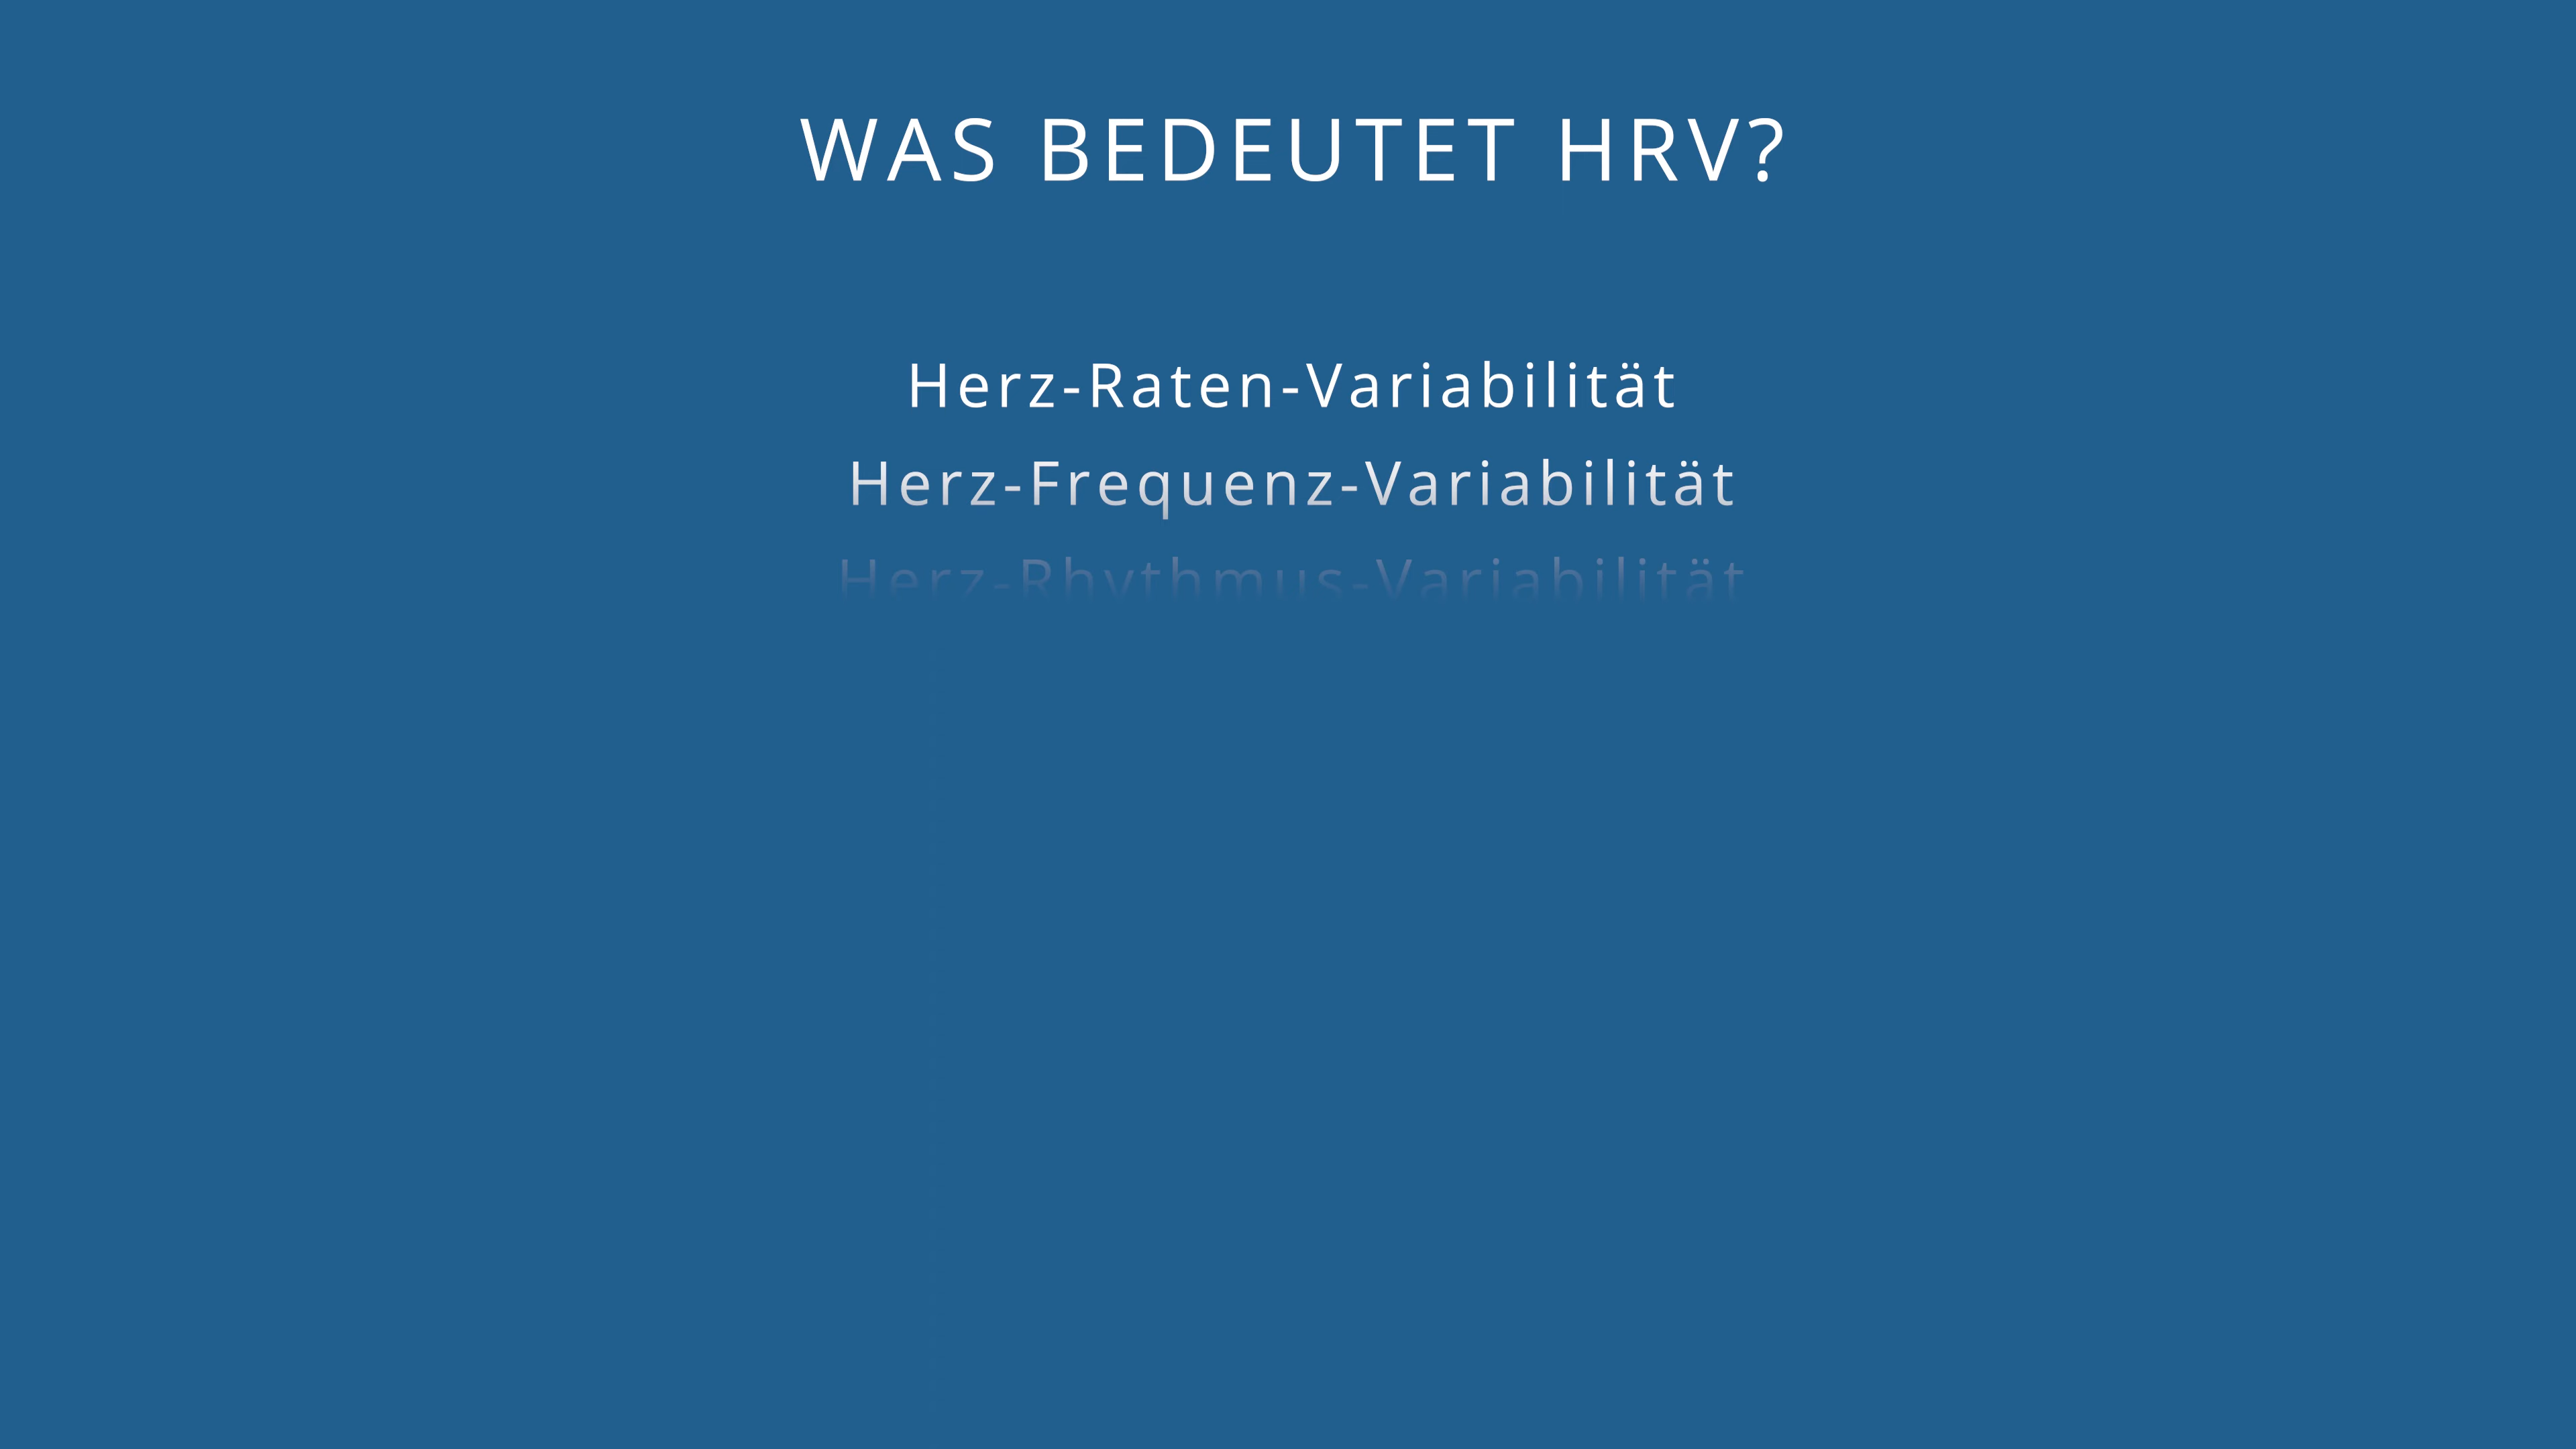 WAS BEDEUTET HRV?
Herz-Raten-Variabilität
Herz-Frequenz-Variabilität
Herz-Rhythmus-Variabilität